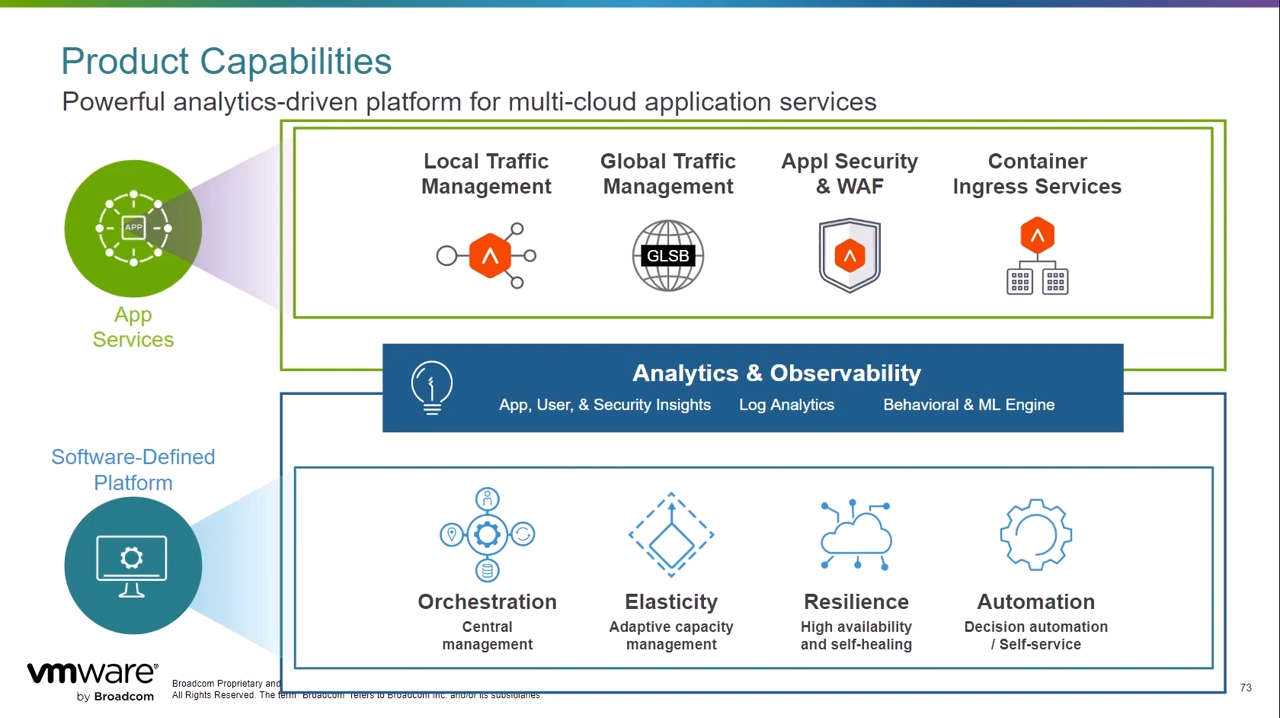 Product Capabilities
Powerful analytics-driven platform for multi-cloud application services
Local Traffic
Management
Global Traffic
Management
Appl Security
& WAF
Container
Ingress Services
APP
GLSB
App
Services
Analytics & Observability
App, User, & Security Insights Log Analytics Behavioral & ML Engine
Software-Defined
Platform
Orchestration
Central
management
Elasticity
Adaptive capacity
management
Resilience
High availability
and self-healing
Automation
Decision automation
/ Self-service
vmware®
by Broadcom
Broadcom Proprietary and
All Rights Reserved. The term "Broadcom" refers to Broadcom Inc. and/or its subsidiaries.
73